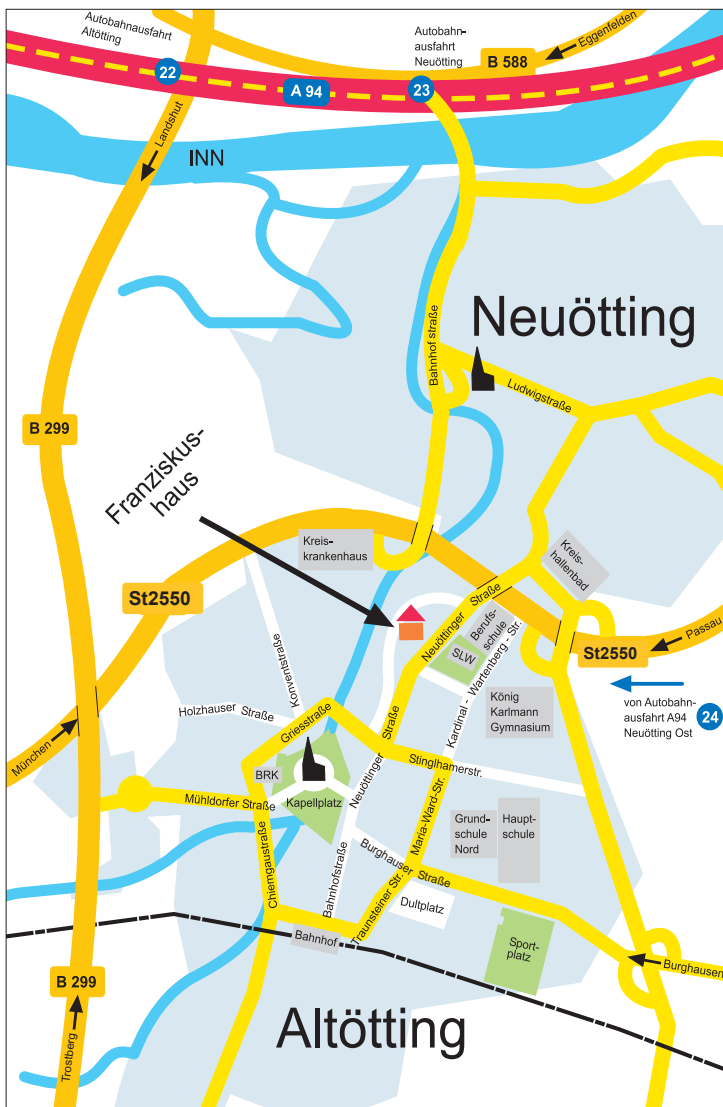 Autobahnausfahrt
Altötting
Autobahn-
ausfahrt
Neuötting
Eggenfelden
B 588
22
A 94
23
Landshut
INN
Neuötting
Bahnhof straße
Ludwigstraße
B 299
Franziskus-
haus
Kreis-
krankenhaus
Kreis-
hallenbad
St2550
Neuöttinger Straße
Berufs-
schule
SLW
Kardinal - Wartenberg - Str.
Passau
St2550
von Autobahn-
ausfahrt A94
Neuötting Ost
24
König
Karlmann
Gymnasium
Konventstraße
Holzhauser Straße
Griesstraße
München
BRK
Kapellplatz
Mühldorfer Straße
Neuöttinger Straße
Stinglhamerstr.
Maria-Ward-Str.
Grund-
schule
Nord
Haupt-
schule
Chiemgaustraße
Bahnhofstraße
Burghauser Straße
Traunsteiner Str.
Dultplatz
Bahnhof
Sport-
platz
Burghausen
B 299
Trostberg
Altötting